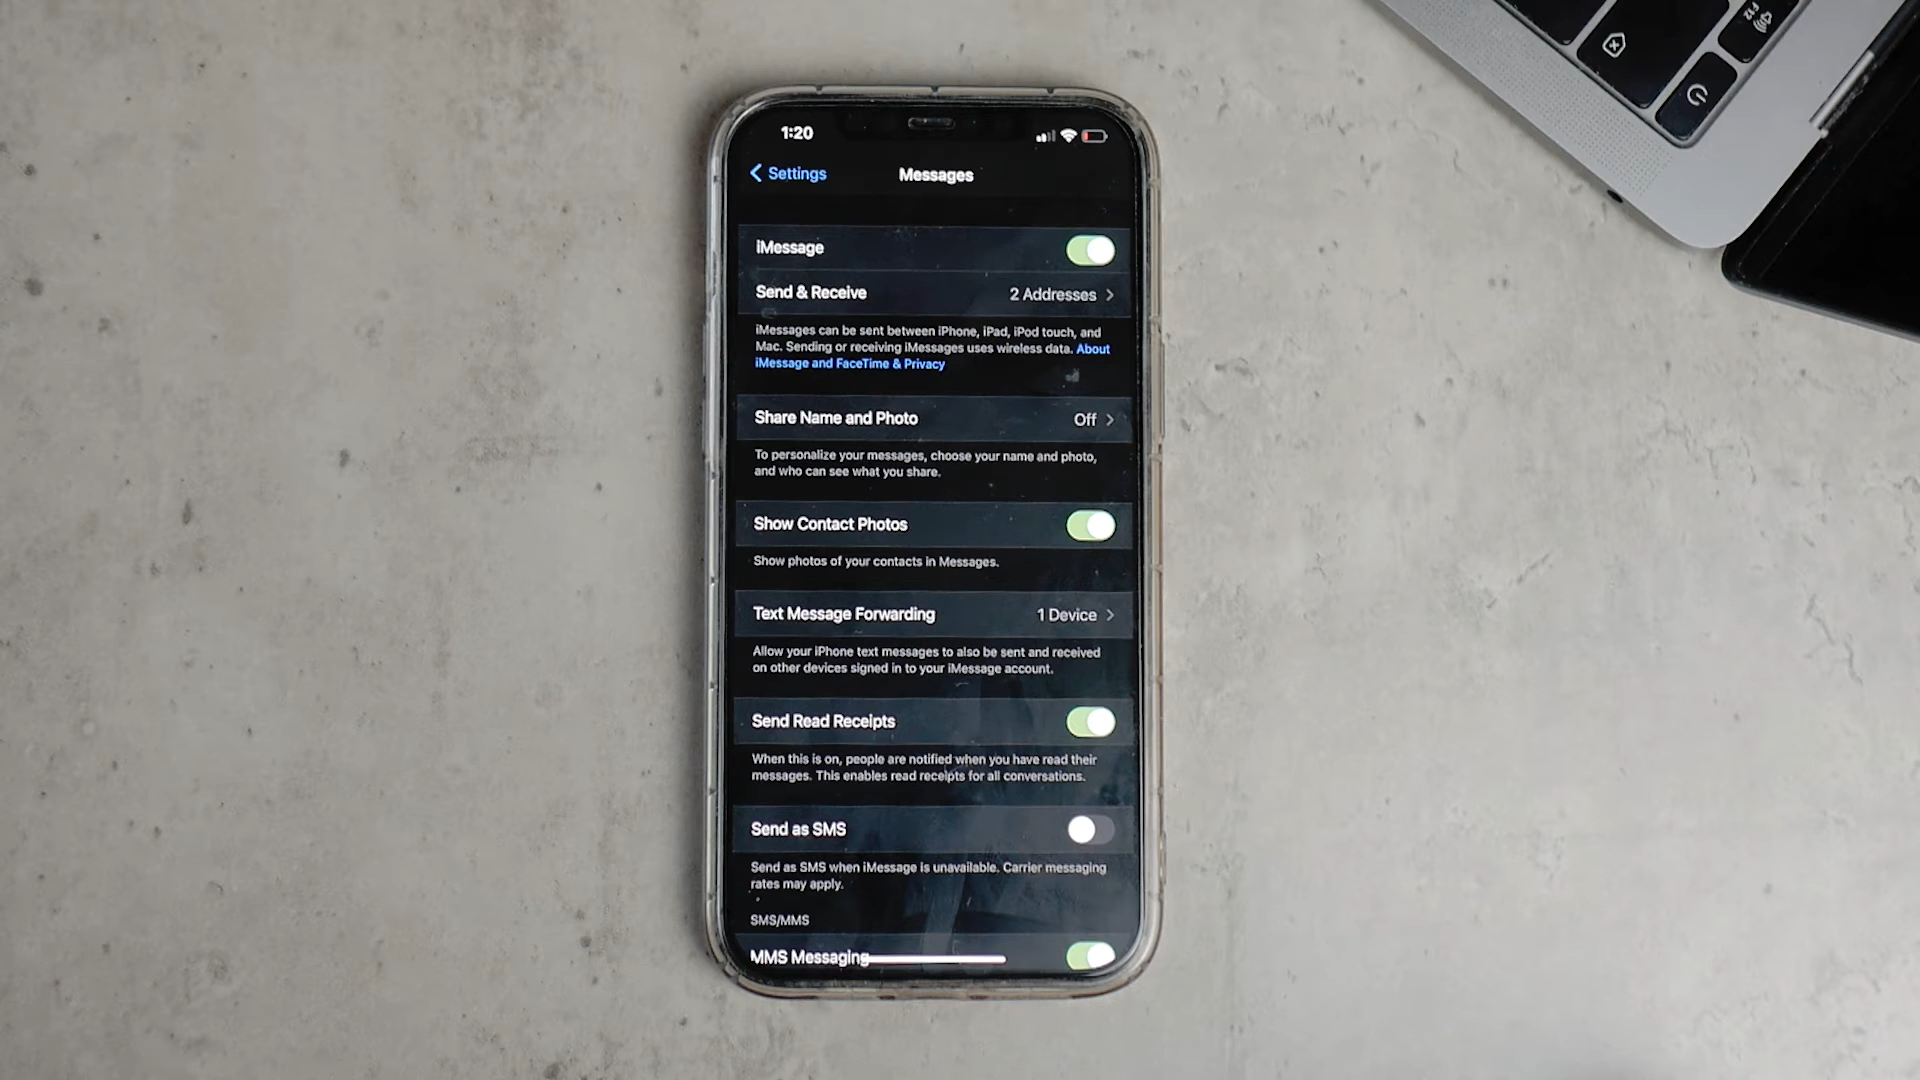 F12
1:20
Settings
Messages
iMessage
Send & Receive 2 Addresses
iMessages can be sent between iPhone, iPad, iPod touch, and
Mac. Sending or receiving iMessages uses wireless data. About
iMessage and FaceTime & Privacy
Share Name and Photo Off
To personalize your messages, choose your name and photo,
and who can see what you share.
Show Contact Photos
Show photos of your contacts in Messages.
Text Message Forwarding 1 Device
Allow your iPhone text messages to also be sent and received
on other devices signed in to your iMessage account.
Send Read Receipts
When this is on, people are notified when you have read their
messages. This enables read receipts for all conversations.
Send as SMS
Send as SMS when iMessage is unavailable. Carrier messaging
rates may apply.
SMS/MMS
MMS Messaging